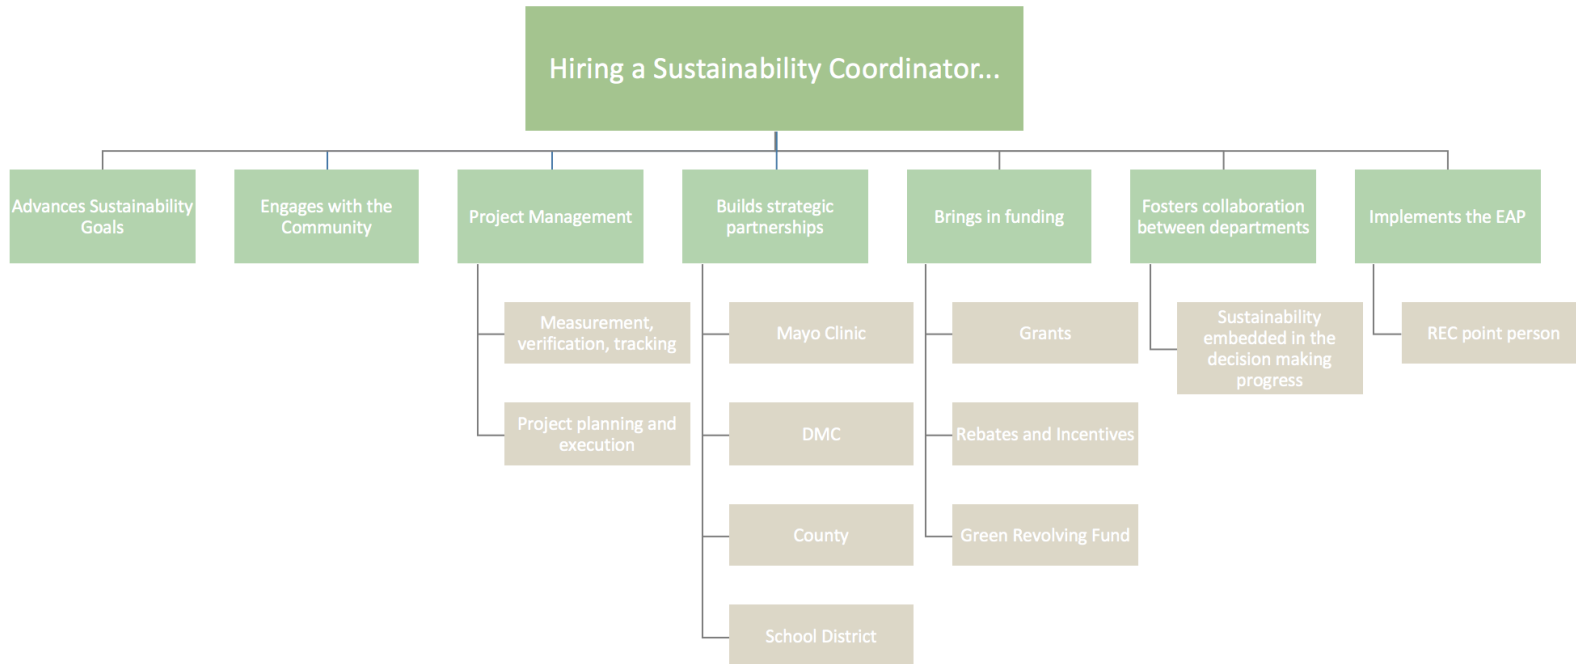 Hiring a Sustainability Coordinator...
Advances Sustainability
Goals
Engages with the
Community
Project Management
Measurement,
verification, tracking
Project planning and
execution
Builds strategic
partnerships
Mayo Clinic
DMC
County
School District
Brings in funding
Grants
Rebates and Incentives
Green Revolving Fund
Fosters collaboration
between departments
Sustainability
embedded in the
decision making
progress
Implements the EAP
REC point person